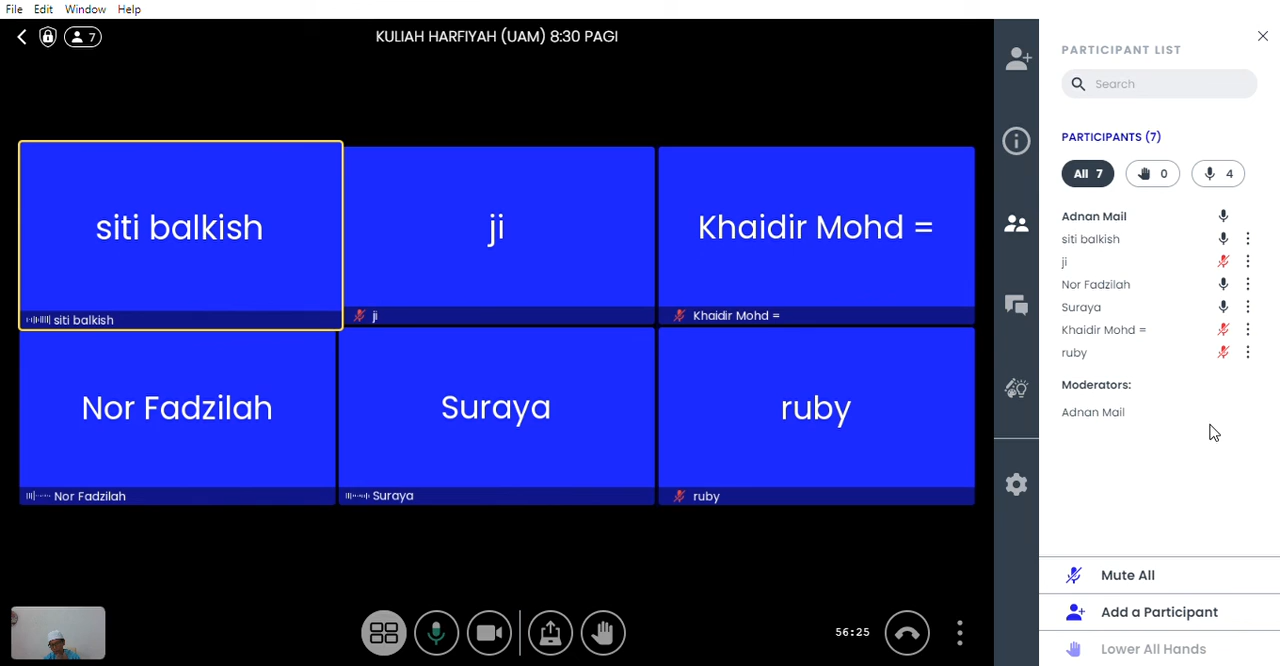 File Edit Window Help
7
KULIAH HARFIYAH (UAM) 8:30 PAGI
siti balkish
siti balkish
ji
ji
Khaidir Mohd =
Khaidir Mohd =
Nor Fadzilah
Nor Fadzilah
Suraya
Suraya
ruby
ruby
56:25
PARTICIPANT LIST
Search
PARTICIPANTS (7)
All 7 0 4
Adnan Mail
siti balkish
ji
Nor Fadzilah
Suraya
Khaidir Mohd =
ruby
Moderators:
Adnan Mail
Mute All
Add a Participant
Lower All Hands